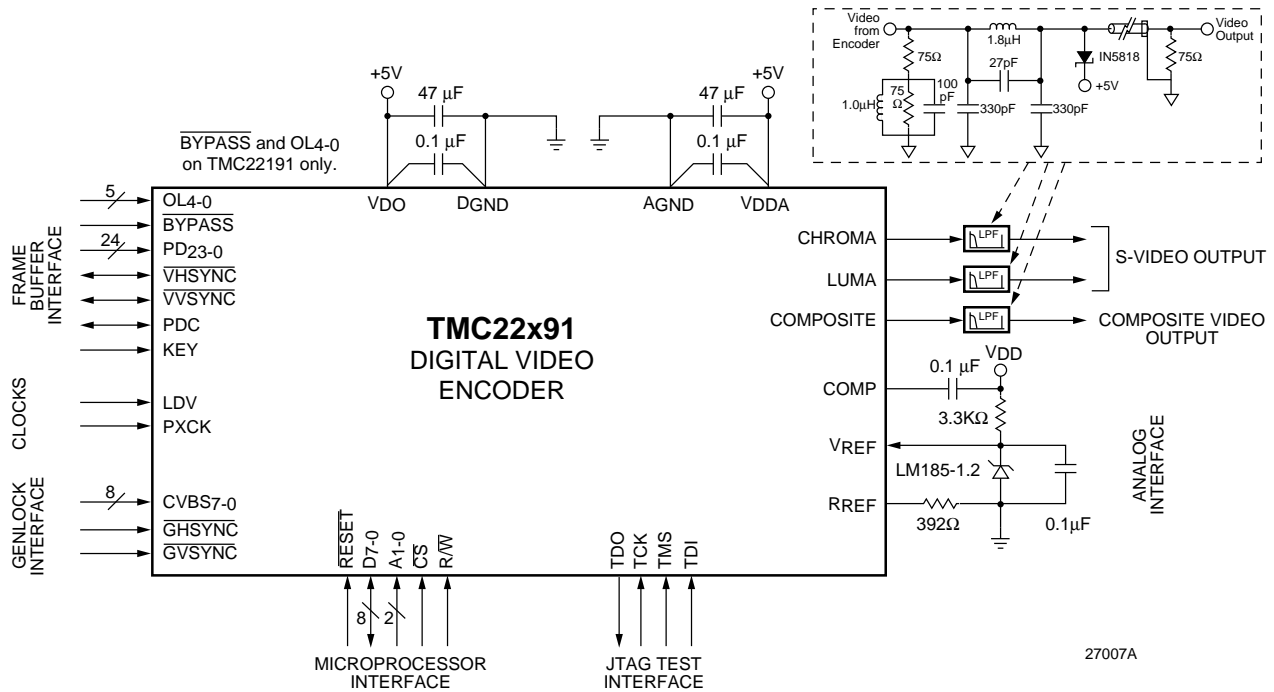 Video
from
Encoder
1.8µH
Video
Output
75Ω
27pF
IN5818
75Ω
+5V
1.0µH
75
Ω
100
pF
330pF
330pF
+5V
47 µF
0.1 µF
+5V
47 µF
0.1 µF
BYPASS and OL4-0
on TMC22191 only.
VDO
DGND
AGND
VDDA
FRAME
BUFFER
INTERFACE
5
OL4-0
BYPASS
24
PD23-0
VHSYNC
VVSYNC
PDC
KEY
CLOCKS
LDV
PXCK
GENLOCK
INTERFACE
8
CVBS7-0
GHSYNC
GVSYNC
TMC22x91
DIGITAL VIDEO
ENCODER
CHROMA
LPF
LUMA
LPF
S-VIDEO OUTPUT
COMPOSITE
LPF
COMPOSITE VIDEO
OUTPUT
VDD
0.1 µF
COMP
3.3KΩ
VREF
LM185-1.2
RREF
392Ω
0.1µF
ANALOG
INTERFACE
RESET
D7-0
A1-0
CS
R/W
8
2
MICROPROCESSOR
INTERFACE
TDO
TCK
TMS
TDI
JTAG TEST
INTERFACE
27007A